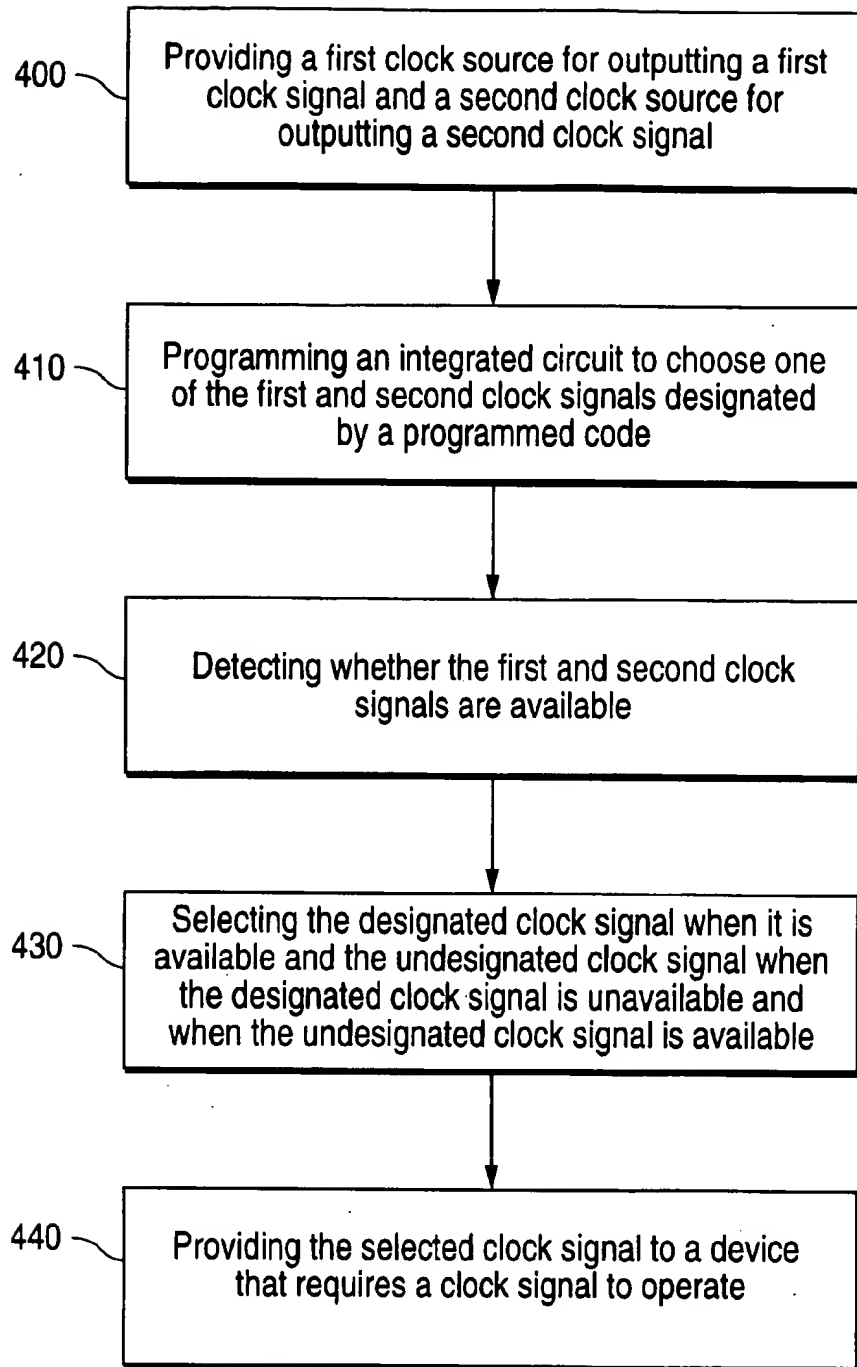 400
Providing a first clock source for outputting a first
clock signal and a second clock source for
outputting a second clock signal
410
Programming an integrated circuit to choose one
of the first and second clock signals designated
by a programmed code
420
Detecting whether the first and second clock
signals are available
430
Selecting the designated clock signal when it is
available and the undesignated clock signal when
the designated clock signal is unavailable and
when the undesignated clock signal is available
440
Providing the selected clock signal to a device
that requires a clock signal to operate